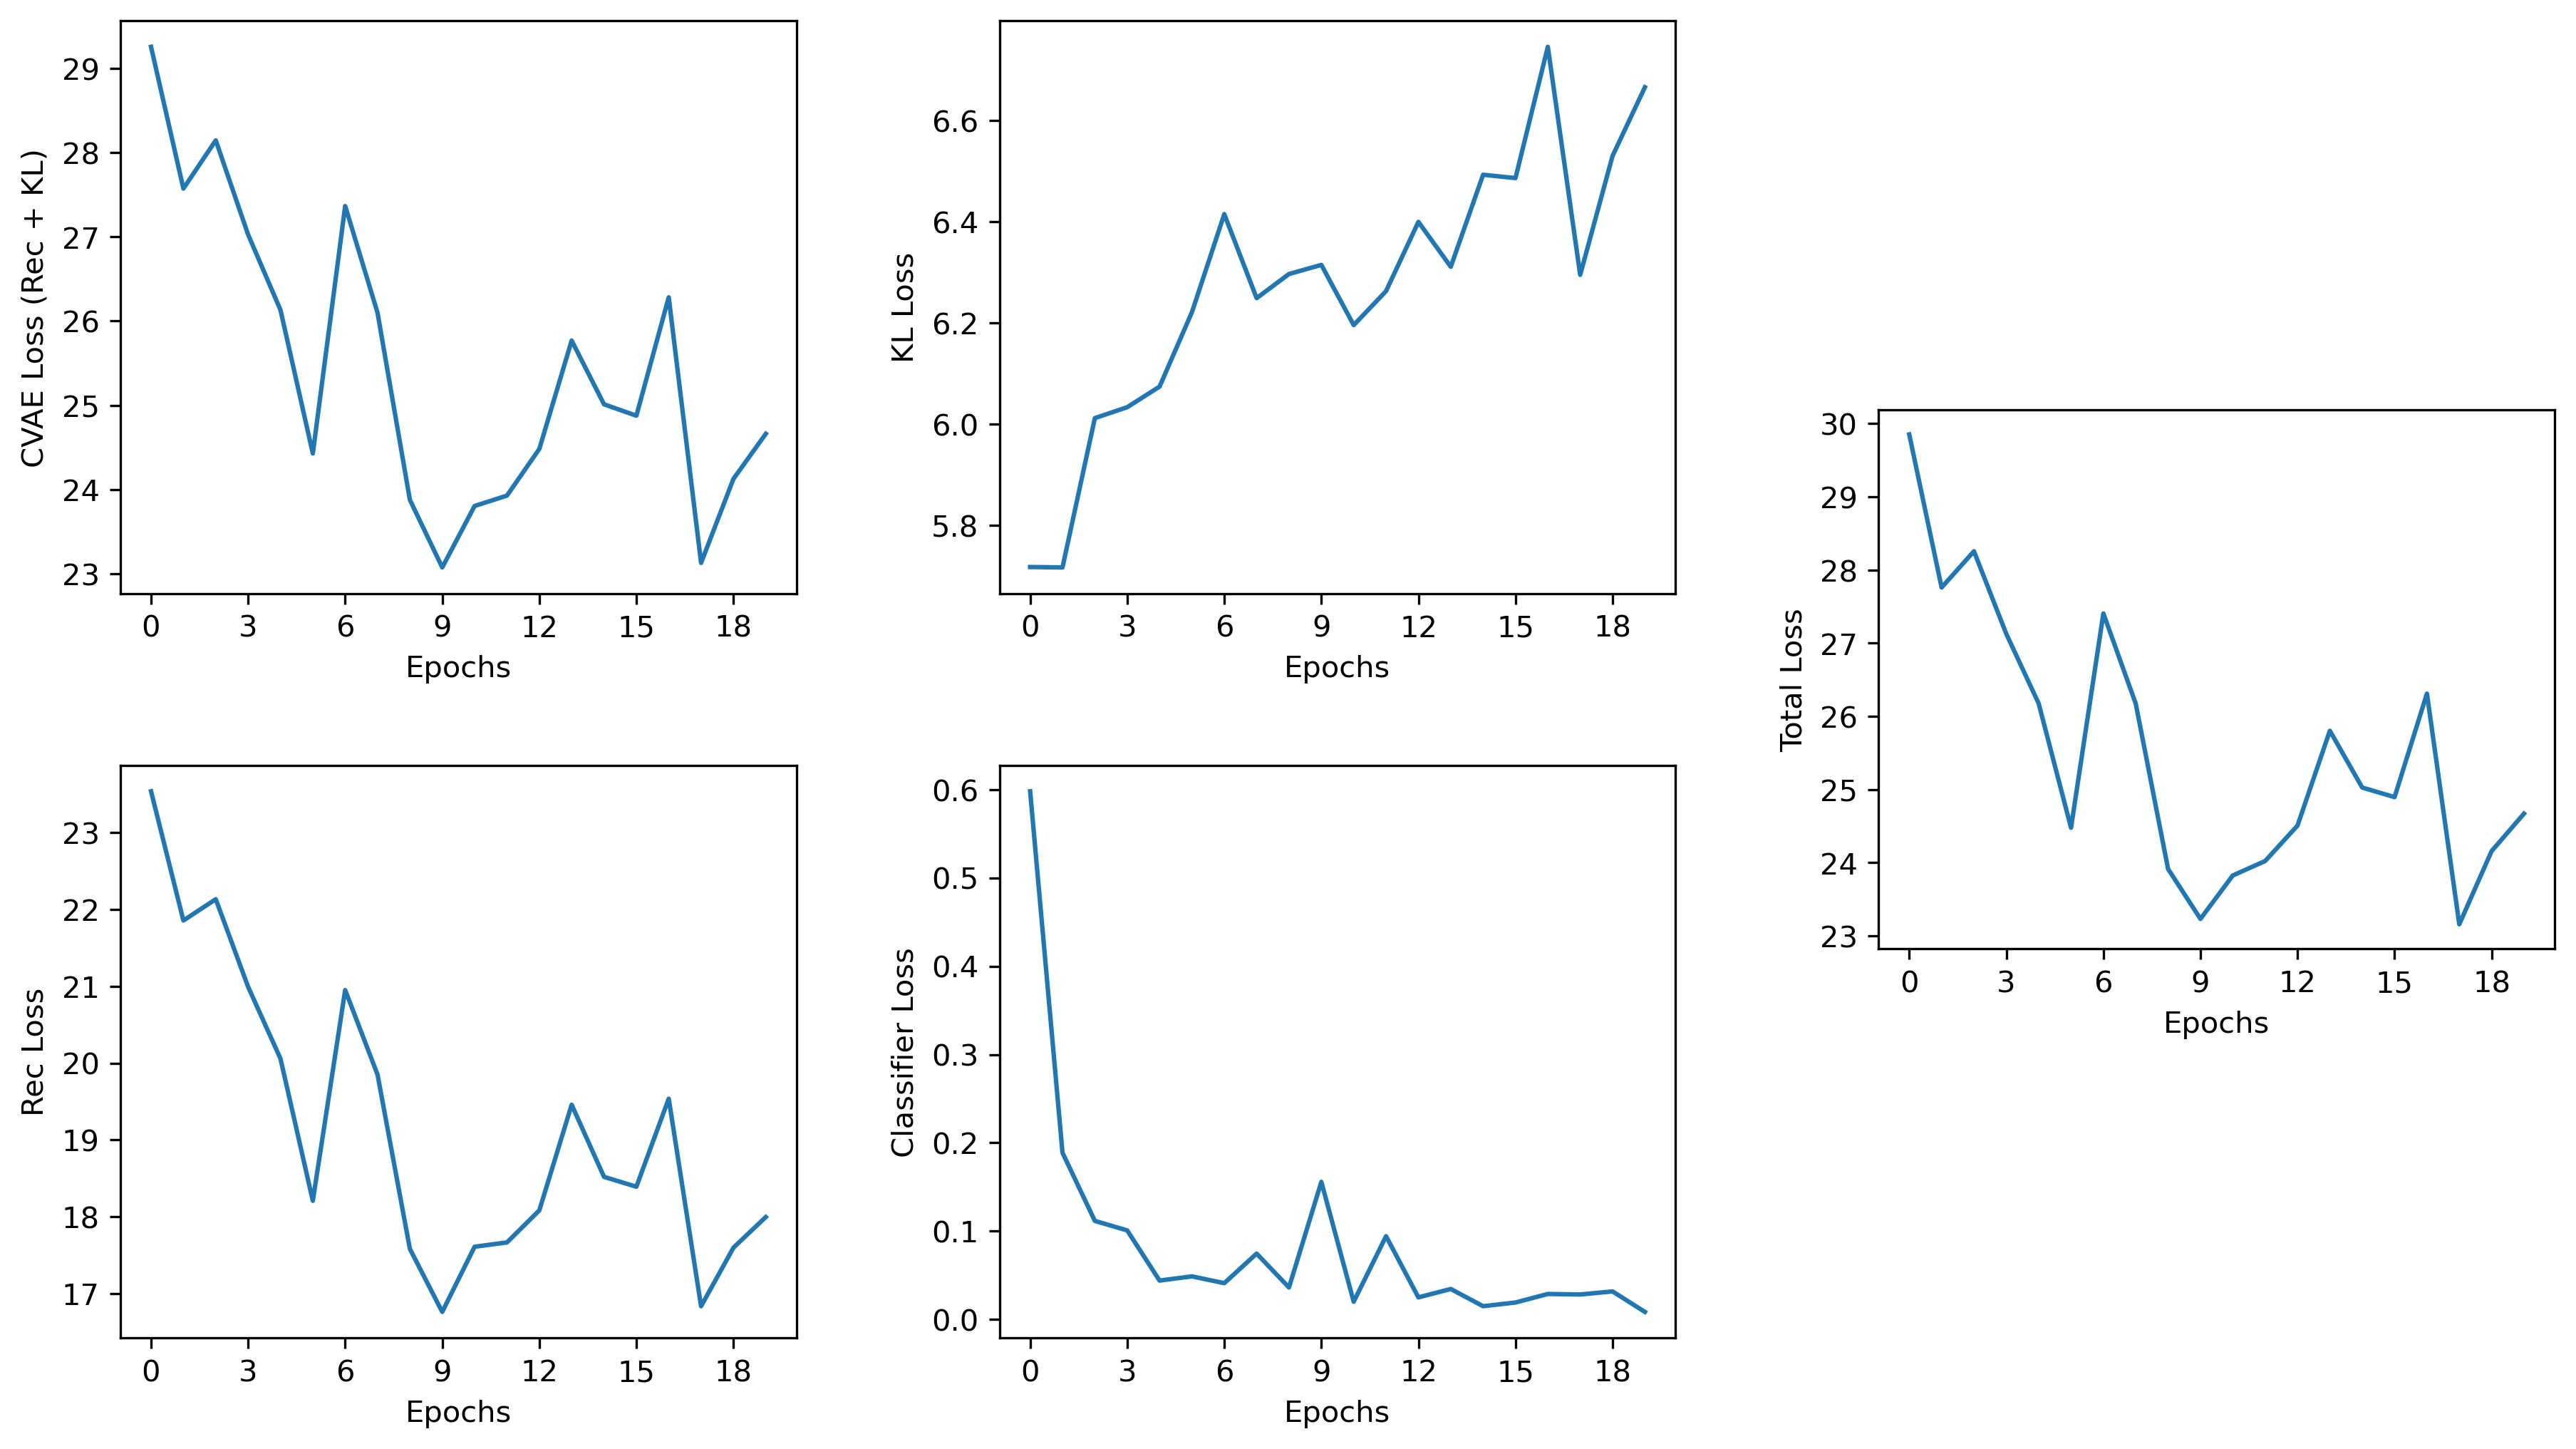 CVAE Loss (Rec + KL)
29
28
27
26
25
24
23
0 3 6 9 12 15 18
Epochs
KL Loss
6.6
6.4
6.2
6.0
5.8
0 3 6 9 12 15 18
Epochs
Rec Loss
23
22
21
20
19
18
17
0 3 6 9 12 15 18
Epochs
Classifier Loss
0.6
0.5
0.4
0.3
0.2
0.1
0.0
0 3 6 9 12 15 18
Epochs
Total Loss
30
29
28
27
26
25
24
23
0 3 6 9 12 15 18
Epochs